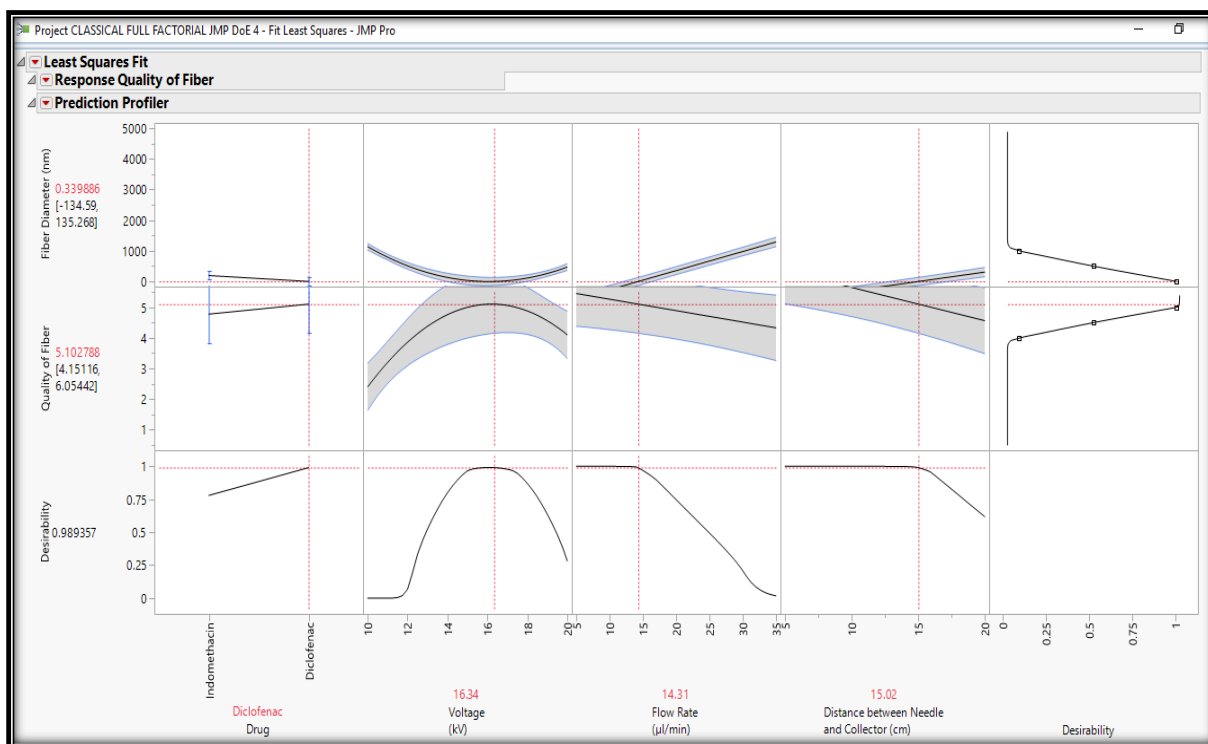 Project CLASSICAL FULL FACTORIAL JMP DoE 4 - Fit Least Squares - JMP Pro
Least Squares Fit
Response Quality of Fiber
Prediction Profiler
Fiber Diameter (nm)
0.339886
[-134.59,
135.268]
5000
4000
3000
2000
1000
0
Quality of Fiber
5.102788
[4.15116,
6.05442]
5
4
3
2
1
Desirability
0.989357
1
0.75
0.5
0.25
0
Indomethacin
Diclofenac
10
12
14
16
18
20
5
10
15
20
25
30
35
5
10
15
20
0
0.25
0.5
0.75
1
Diclofenac
Drug
16.34
Voltage
(kV)
14.31
Flow Rate
(µl/min)
15.02
Distance between Needle
and Collector (cm)
Desirability